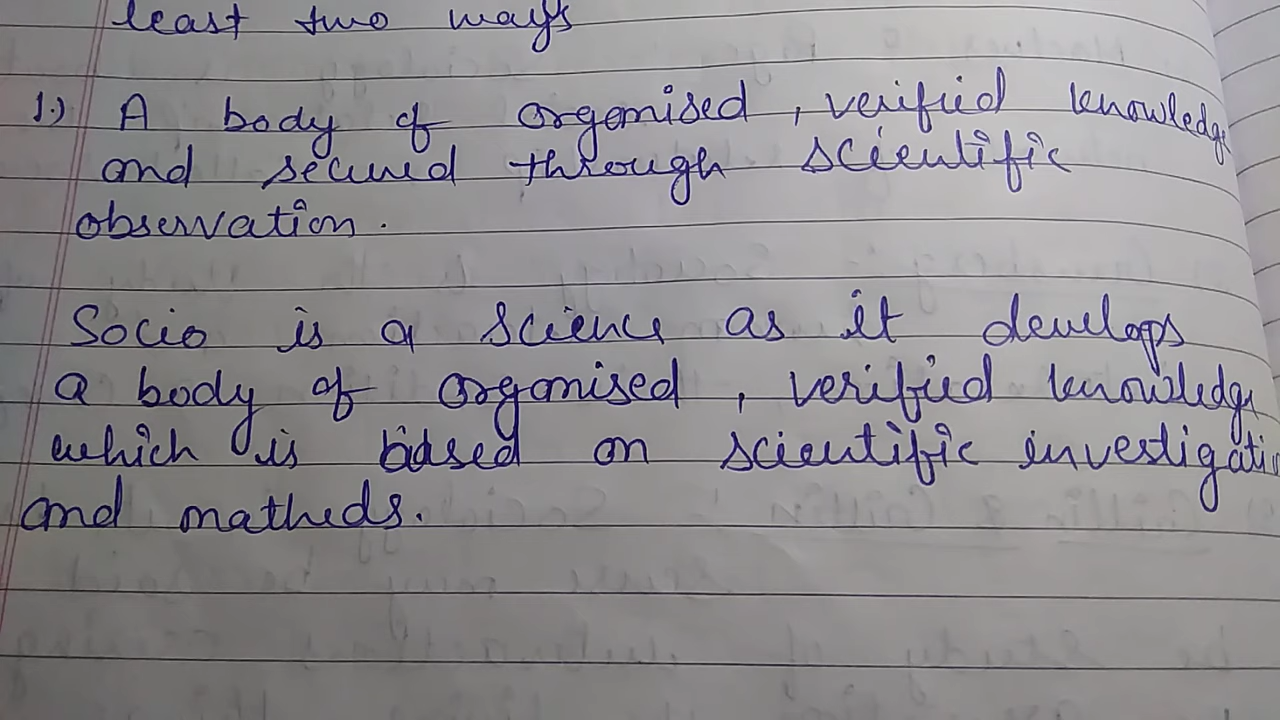 least two ways
1.) A body of organised, verified knowledge
and secured through scientific
observation.
Socio is a science as it develops
a body of organised, verified knowledge
which is based on scientific investigati
and matheds.